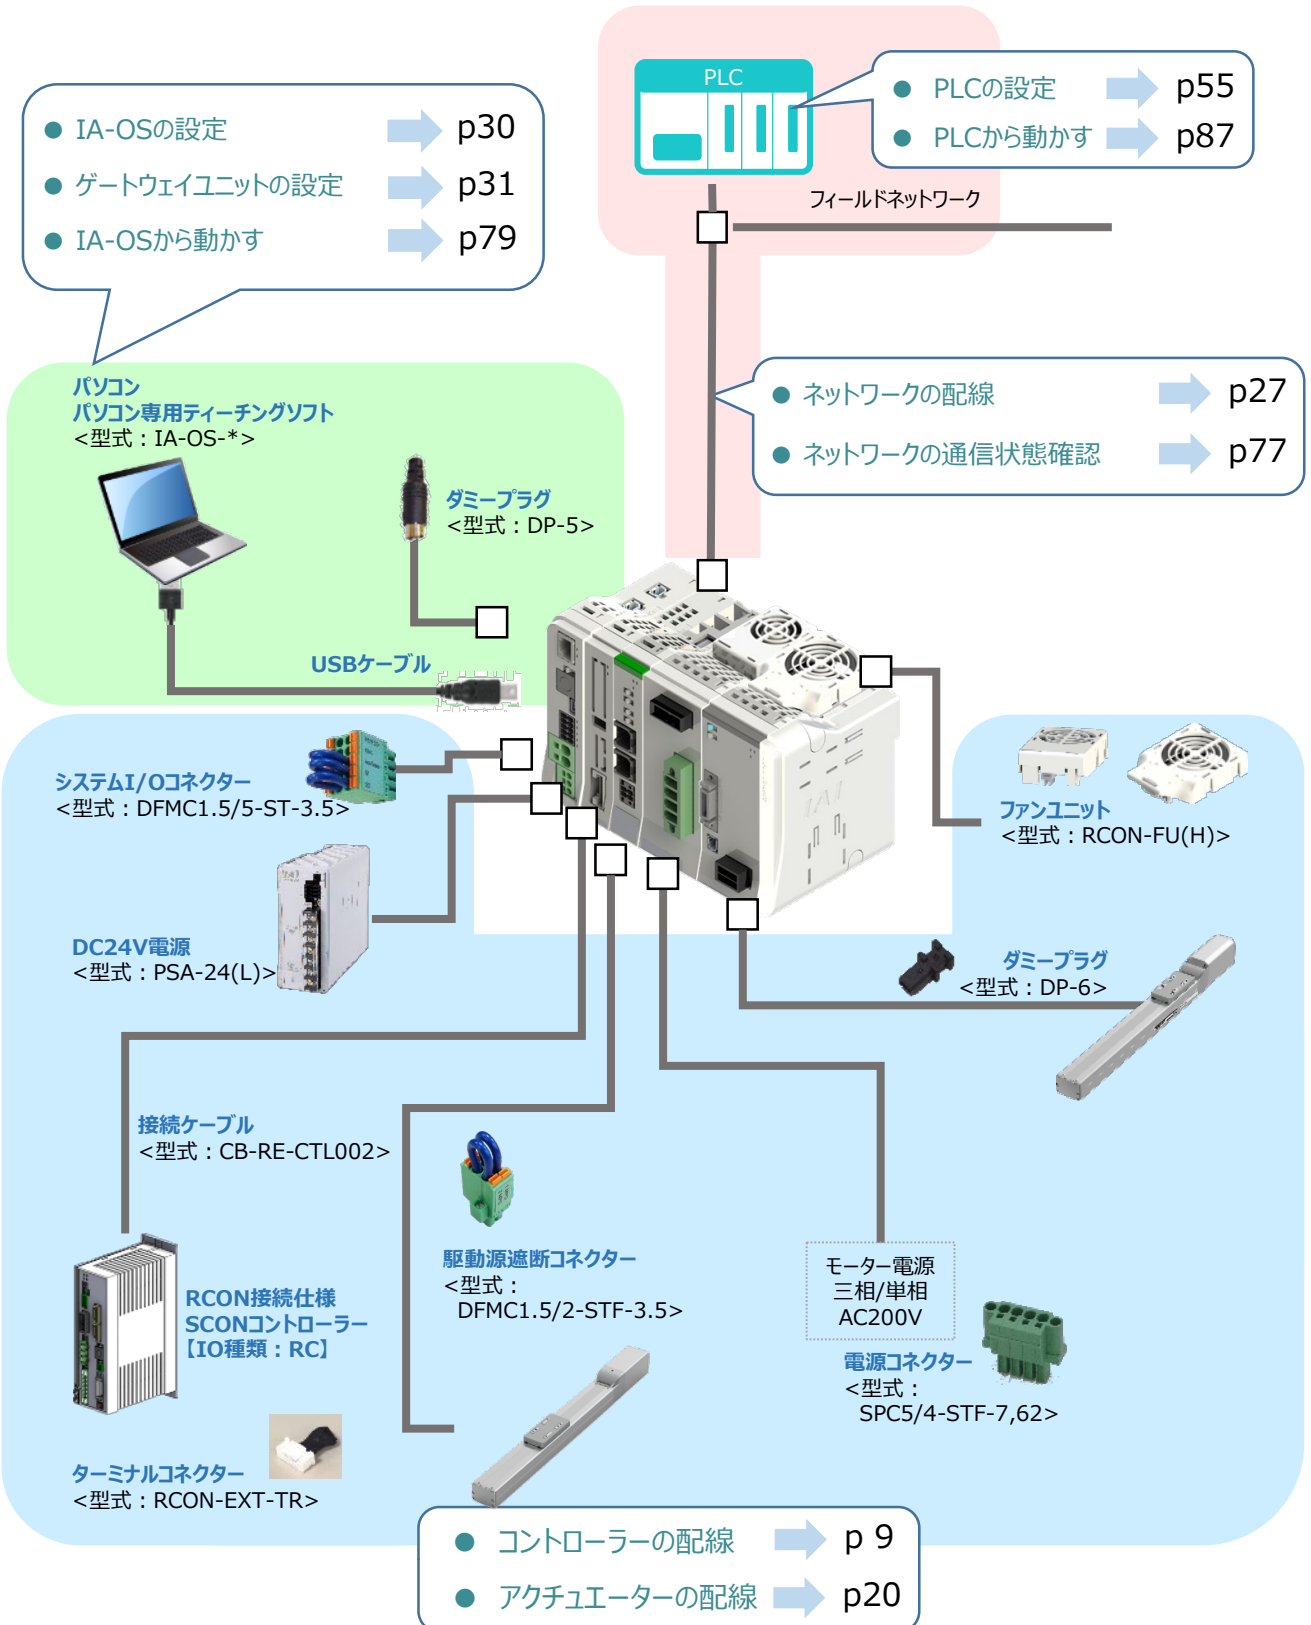 PLC
● PLCの設定 p55
● PLCから動かす p87
● IA-OSの設定 p30
● ゲートウェイユニットの設定 p31
● IA-OSから動かす p79
フィールドネットワーク
● ネットワークの配線 p27
● ネットワークの通信状態確認 p77
パソコン
パソコン専用ティーチングソフト
<型式：IA-OS-*>
ダミープラグ
<型式：DP-5>
USBケーブル
システムI/Oコネクター
<型式：DFMC1.5/5-ST-3.5>
ファンユニット
<型式：RCON-FU(H)>
DC24V電源
<型式：PSA-24(L)>
ダミープラグ
<型式：DP-6>
接続ケーブル
<型式：CB-RE-CTL002>
駆動源遮断コネクター
<型式：
DFMC1.5/2-STF-3.5>
モーター電源
三相/単相
AC200V
電源コネクター
<型式：
SPC5/4-STF-7,62>
RCON接続仕様
SCONコントローラー
【IO種類：RC】
ターミナルコネクター
<型式：RCON-EXT-TR>
● コントローラーの配線 p 9
● アクチュエーターの配線 p20